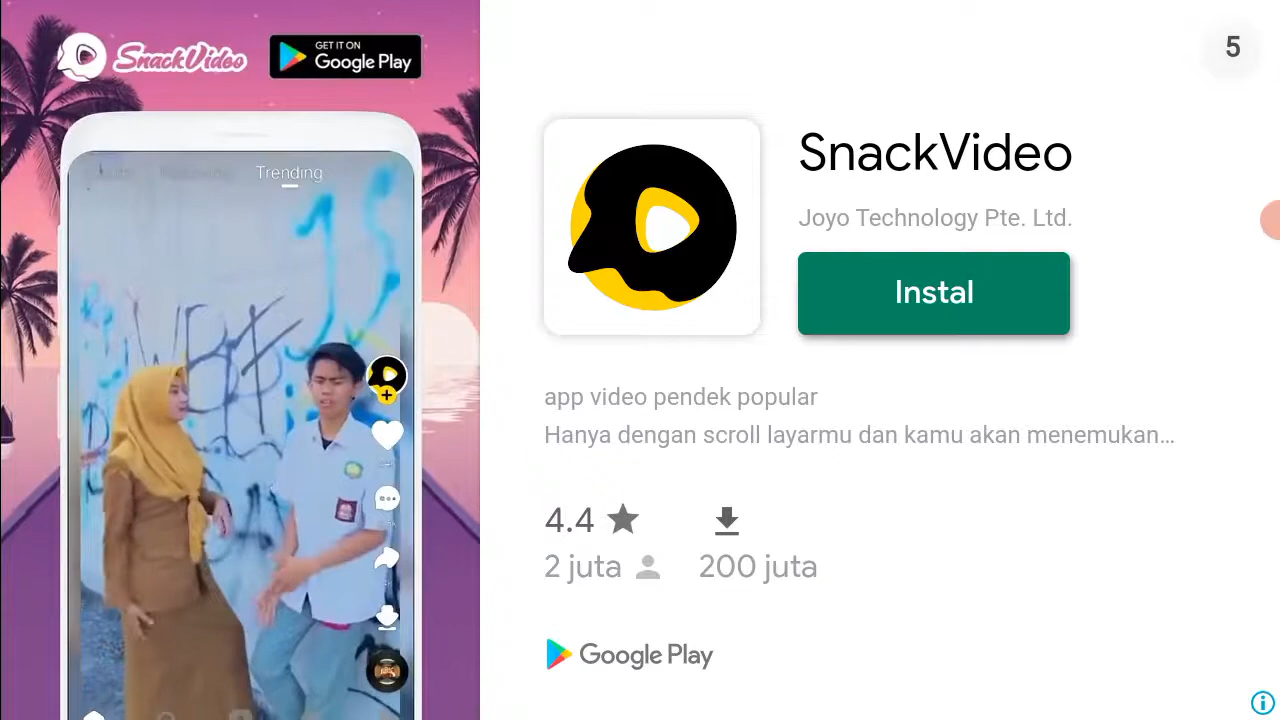 SnackVideo
GET IT ON
Google Play
Trending
5
SnackVideo
Joyo Technology Pte. Ltd.
Instal
app video pendek popular
Hanya dengan scroll layarmu dan kamu akan menemukan…
4.4
2 juta
200 juta
Google Play